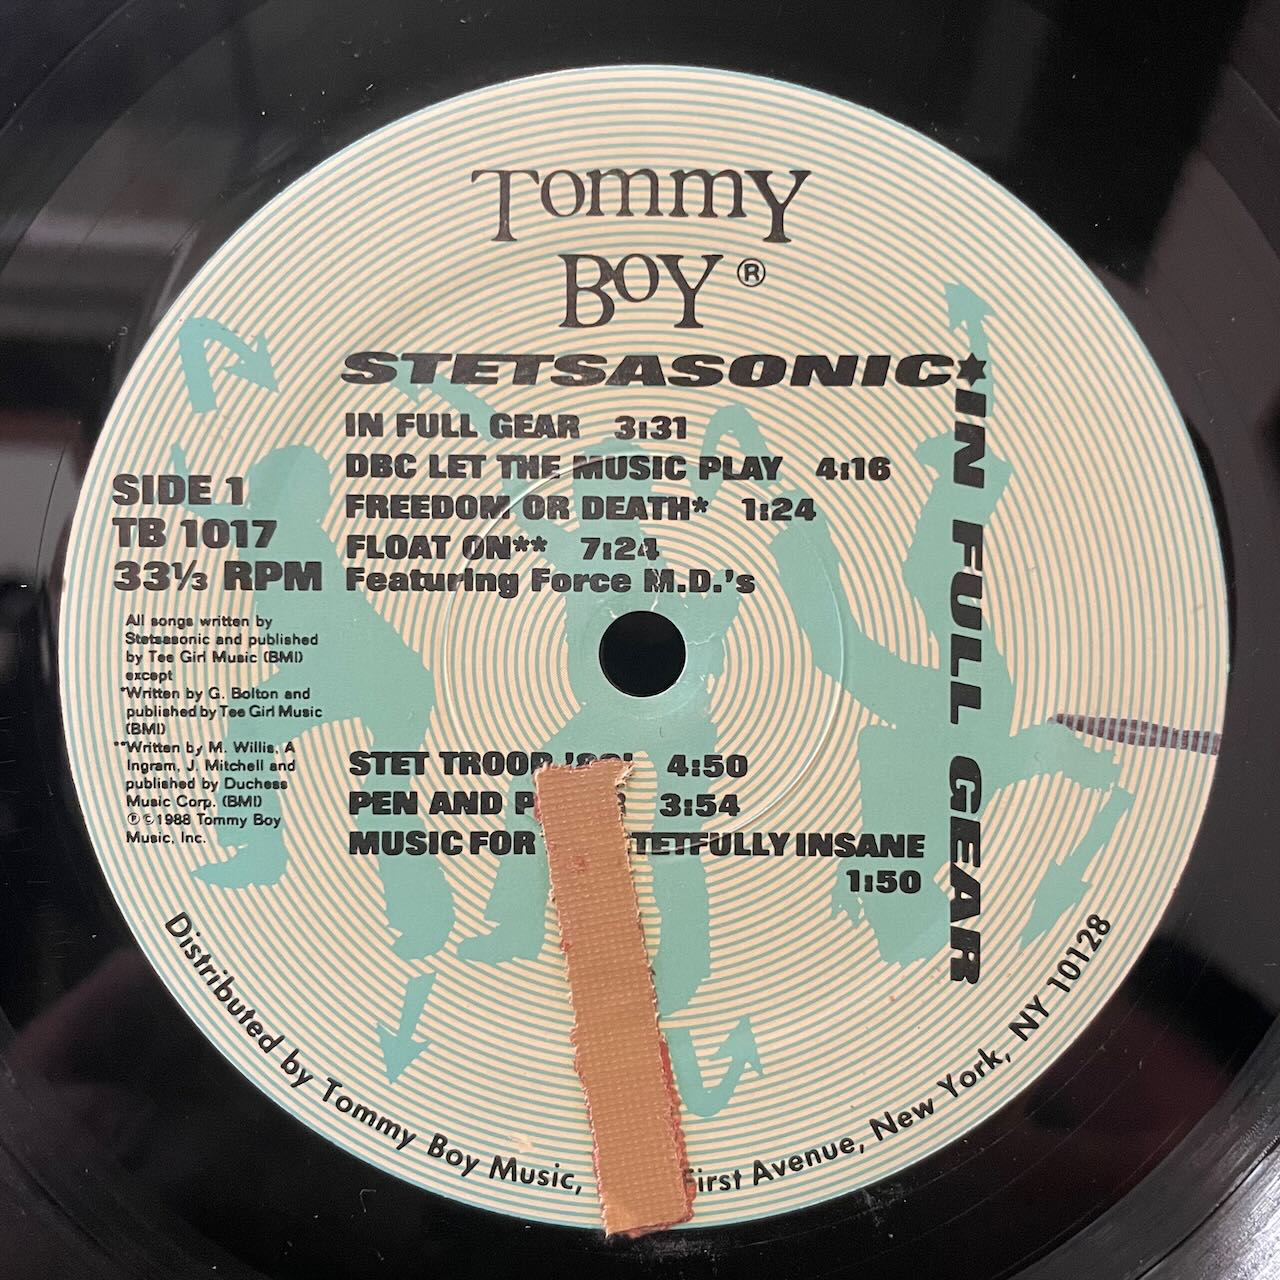 Tommy
Boy®
STETSASONIC★IN FULL GEAR
IN FULL GEAR 3:31
DBC LET THE MUSIC PLAY 4:16
FREEDOM OR DEATH* 1:24
FLOAT ON** 7:24
Featuring Force M.D.'s
SIDE 1
TB 1017
33⅓ RPM
All songs written by
Stetsasonic and published
by Tee Girl Music (BMI)
except
*Written by G. Bolton and
published by Tee Girl Music
(BMI)
**Written by M. Willis, A
Ingram, J. Mitchell and
published by Duchess
Music Corp. (BMI)
℗©1988 Tommy Boy
Music, Inc.
STET TROOP 4:50
PEN AND 3:54
MUSIC FOR INSANE
1:50
Distributed by Tommy Boy Music, First Avenue, New York, NY 10128